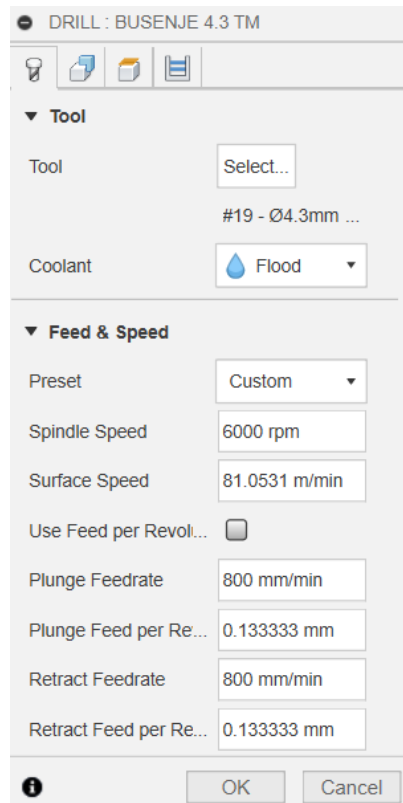 DRILL : BUSENJE 4.3 TM
Tool
Tool Select...
#19 - Ø4.3mm ...
Coolant Flood
Feed & Speed
Preset Custom
Spindle Speed 6000 rpm
Surface Speed 81.0531 m/min
Use Feed per Revolu...
Plunge Feedrate 800 mm/min
Plunge Feed per Re... 0.133333 mm
Retract Feedrate 800 mm/min
Retract Feed per Re... 0.133333 mm
OK Cancel